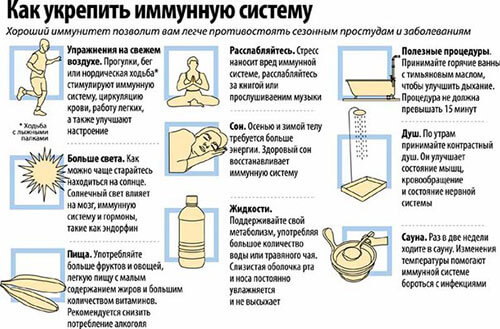 Как укрепить иммунную систему
Хороший иммунитет позволит вам легче противостоять сезонным простудам и заболеваниям
Упражнения на свежем
воздухе. Прогулки, бег
или нордическая ходьба*
стимулируют иммунную
систему, циркуляцию
крови, работу легких,
а также улучшают
настроение
* Ходьба
с лыжными
палками
Больше света. Как
можно чаще старайтесь
находиться на солнце.
Солнечный свет влияет
на мозг, иммунную
систему и гормоны,
такие как эндорфин
Пища. Употребляйте
больше фруктов и овощей,
легкую пищу с малым
содержанием жиров и большим
количеством витаминов.
Рекомендуется снизить
потребление алкоголя
Расслабляйтесь. Стресс
наносит вред иммунной
системе, расслабляйтесь
за книгой или
прослушиванием музыки
Сон. Осенью и зимой телу
требуется больше
энергии. Здоровый сон
восстанавливает
иммунную систему
Жидкости.
Поддерживайте свой
метаболизм, употребляя
большое количество
воды или травяной чая.
Слизистая оболочка рта
и носа постоянно
увлажняется
и не высыхает
Полезные процедуры.
Принимайте горячие ванны
с тимьяновым маслом,
чтобы улучшить дыхание.
Процедура не должна
превышать 15 минут
Душ. По утрам
принимайте контрастный
душ. Он улучшает
состояние мышц,
кровообращение
и состояние нервной
системы
Сауна. Раз в две недели
ходите в сауну. Изменения
температуры помогают
иммунной системе
бороться с инфекциями